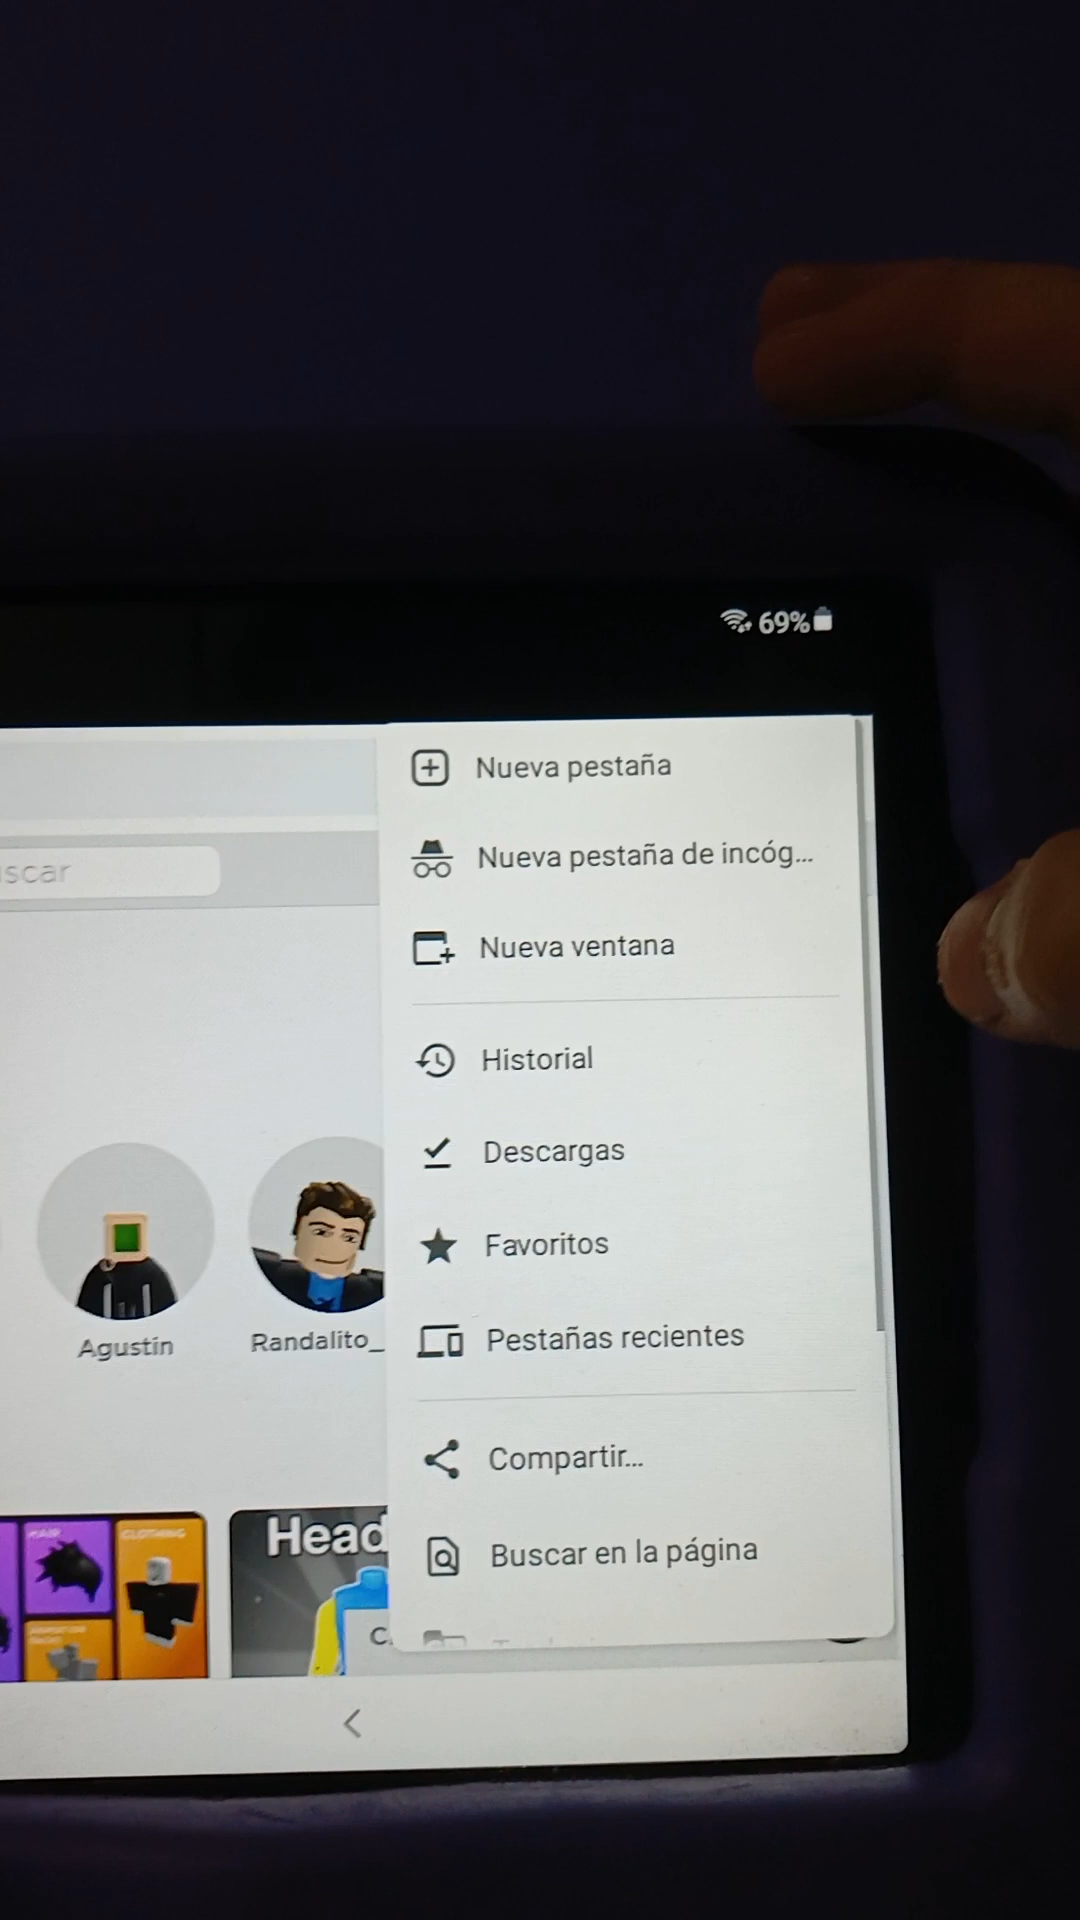 69%
Nueva pestaña
Nueva pestaña de incóg...
scar
Nueva ventana
Historial
Descargas
Favoritos
Agustín
Randalito_
Pestañas recientes
Compartir...
HAIR
CLOTHING
Head
Buscar en la página
C